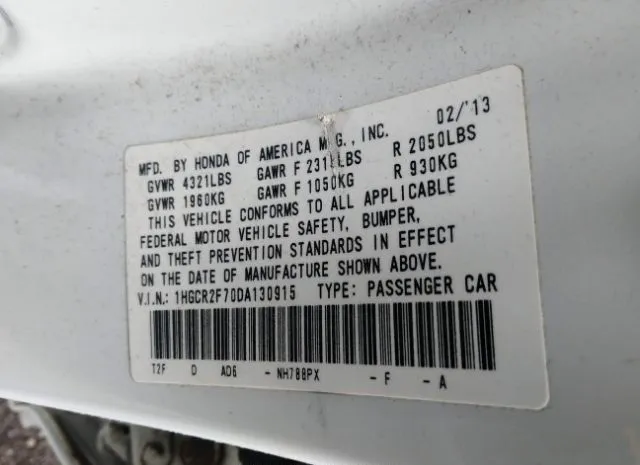 MFD. BY HONDA OF AMERICA MFG., INC. 02/'13
GVWR 4321LBS GAWR F 2315LBS R 2050LBS
GVWR 1960KG GAWR F 1050KG R 930KG
THIS VEHICLE CONFORMS TO ALL APPLICABLE
FEDERAL MOTOR VEHICLE SAFETY, BUMPER,
AND THEFT PREVENTION STANDARDS IN EFFECT
ON THE DATE OF MANUFACTURE SHOWN ABOVE.
V.I.N.: 1HGCR2F70DA130915 TYPE: PASSENGER CAR
T2F D AD6 - NH788PX - F - A